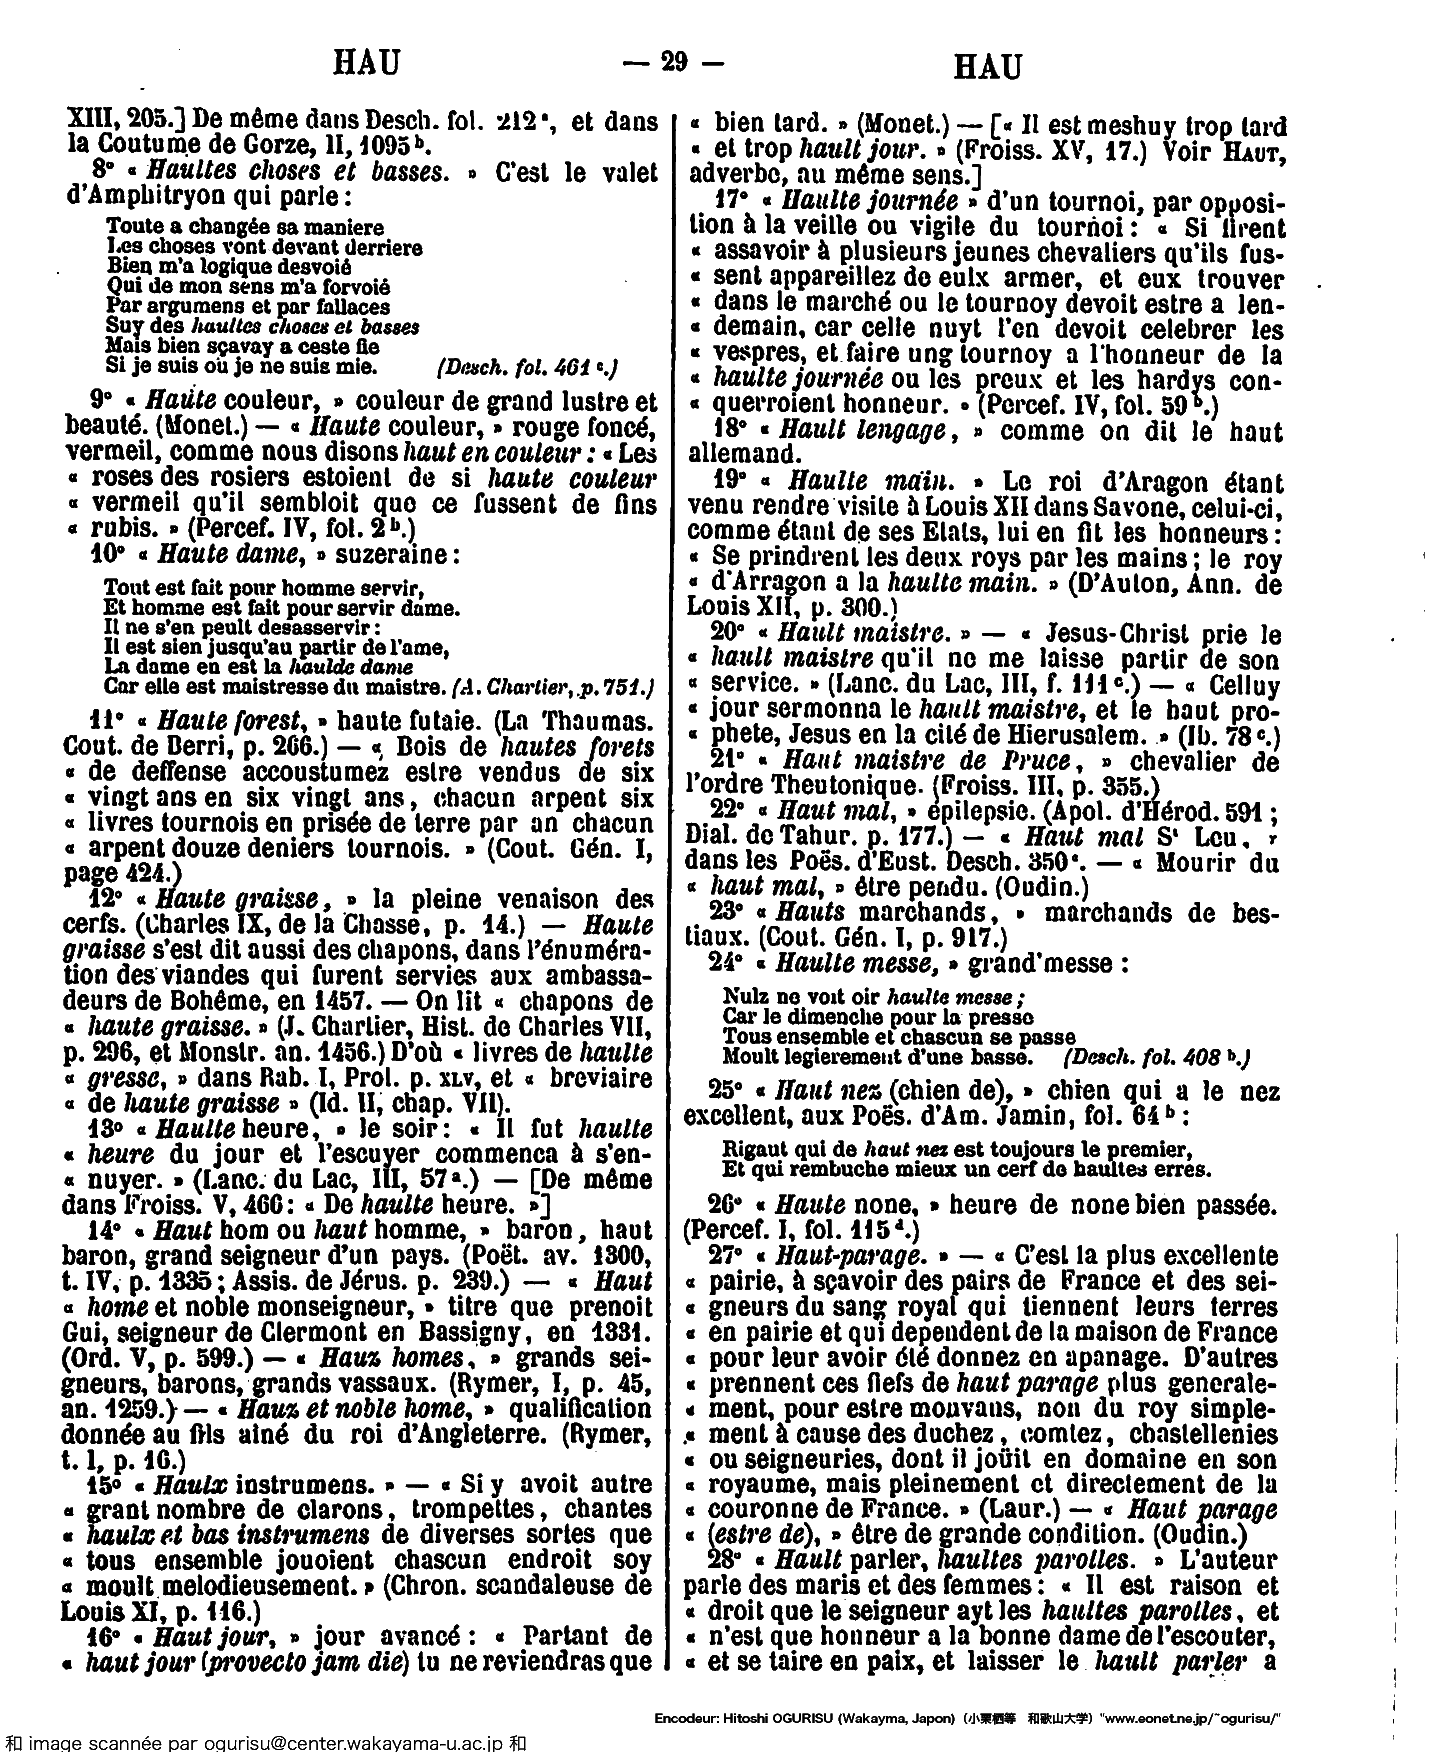 HAU — 29 — HAU
XIII, 205.] De même dans Desch. fol. 212ᵃ, et dans
la Coutume de Gorze, II, 1095ᵇ.
8° « Haultes choses et basses. » C'est le valet
d'Amphitryon qui parle :
Toute a changée sa maniere
Les choses vont devant derriere
Bien m'a logique desvoié
Qui de mon sens m'a forvoié
Par argumens et par fallaces
Suy des haultes choses et basses
Mais bien sçavay a ceste fie
Si je suis où je ne suis mie. (Desch. fol. 461 ᶜ.)
9° « Haute couleur, » couleur de grand lustre et
beauté. (Monet.) — « Haute couleur, » rouge foncé,
vermeil, comme nous disons haut en couleur : « Les
« roses des rosiers estoient de si haute couleur
« vermeil qu'il sembloit que ce fussent de fins
« rubis. » (Percef. IV, fol. 2ᵇ.)
10° « Haute dame, » suzeraine :
Tout est fait pour homme servir,
Et homme est fait pour servir dame.
Il ne s'en peult desasservir :
Il est sien jusqu'au partir de l'ame,
La dame en est la haulde dame
Car elle est maistresse du maistre. (A. Chartier, p. 751.)
11° « Haute forest, » haute futaie. (La Thaumas.
Cout. de Berri, p. 266.) — « Bois de hautes forets
« de deffense accoustumez estre vendus de six
« vingt ans en six vingt ans, chacun arpent six
« livres tournois en prisée de terre par an chacun
« arpent douze deniers tournois. » (Cout. Gén. I,
page 424.)
12° « Haute graisse, » la pleine venaison des
cerfs. (Charles IX, de la Chasse, p. 14.) — Haute
graisse s'est dit aussi des chapons, dans l'énuméra-
tion des viandes qui furent servies aux ambassa-
deurs de Bohême, en 1457. — On lit « chapons de
« haute graisse. » (J. Chartier, Hist. de Charles VII,
p. 296, et Monstr. an. 1456.) D'où « livres de haulte
« gresse, » dans Rab. I, Prol. p. XLV, et « breviaire
« de haute graisse » (Id. II, chap. VII).
13° « Haulte heure, » le soir : « Il fut haulte
« heure du jour et l'escuyer commenca à s'en-
« nuyer. » (Lanc. du Lac, III, 57ᵃ.) — [De même
dans Froiss. V, 466 : « De haulte heure. »]
14° « Haut hom ou haut homme, » baron, haut
baron, grand seigneur d'un pays. (Poët. av. 1300,
t. IV, p. 1335 ; Assis. de Jérus. p. 239.) — « Haut
« home et noble monseigneur, » titre que prenoit
Gui, seigneur de Clermont en Bassigny, en 1331.
(Ord. V, p. 599.) — « Hauz homes, » grands sei-
gneurs, barons, grands vassaux. (Rymer, I, p. 45,
an. 1259.) — « Hauz et noble home, » qualification
donnée au fils aîné du roi d'Angleterre. (Rymer,
t. I, p. 16.)
15° « Haulx instrumens. » — « Si y avoit autre
« grant nombre de clarons, trompettes, chantes
« haulx et bas instrumens de diverses sortes que
« tous ensemble jouoient chascun endroit soy
« moult melodieusement. » (Chron. scandaleuse de
Louis XI, p. 116.)
16° « Haut jour, » jour avancé : « Partant de
« haut jour (provecto jam die) tu ne reviendras que
« bien tard. » (Monet.) — [« Il est meshuy trop tard
« et trop hault jour. » (Froiss. XV, 17.) Voir HAUT,
adverbe, au même sens.]
17° « Haulte journée » d'un tournoi, par opposi-
tion à la veille ou vigile du tournoi : « Si firent
« assavoir à plusieurs jeunes chevaliers qu'ils fus-
« sent appareillez de eulx armer, et eux trouver
« dans le marché ou le tournoy devoit estre a len-
« demain, car celle nuyt l'en devoit celebrer les
« vespres, et faire ung tournoy a l'honneur de la
« haulte journée ou les preux et les hardys con-
« querroient honneur. » (Percef. IV, fol. 59ᵇ.)
18° « Hault lengage, » comme on dit le haut
allemand.
19° « Haulte main. » Le roi d'Aragon étant
venu rendre visite à Louis XII dans Savone, celui-ci,
comme étant de ses Etats, lui en fit les honneurs :
« Se prindrent les deux roys par les mains ; le roy
« d'Arragon a la haulte main. » (D'Auton, Ann. de
Louis XII, p. 300.)
20° « Hault maistre. » — « Jesus-Christ prie le
« hault maistre qu'il ne me laisse partir de son
« service. » (Lanc. du Lac, III, f. 111ᶜ.) — « Celluy
« jour sermonna le hault maistre, et le haut pro-
« phete, Jesus en la cité de Hierusalem. » (Ib. 78ᶜ.)
21° « Haut maistre de Pruce, » chevalier de
l'ordre Theutonique. (Froiss. III, p. 355.)
22° « Haut mal, » épilepsie. (Apol. d'Hérod. 591 ;
Dial. de Tahur. p. 177.) — « Haut mal Sᵗ Leu. »
dans les Poës. d'Eust. Desch. 350ᵃ. — « Mourir du
« haut mal, » être pendu. (Oudin.)
23° « Hauts marchands, » marchands de bes-
tiaux. (Cout. Gén. I, p. 917.)
24° « Haulte messe, » grand'messe :
Nulz ne voit oir haulte messe ;
Car le dimenche pour la presse
Tous ensemble et chascun se passe
Moult legierement d'une basse. (Desch. fol. 408 ᵇ.)
25° « Haut nez (chien de), » chien qui a le nez
excellent, aux Poës. d'Am. Jamin, fol. 64ᵇ :
Rigaut qui de haut nez est toujours le premier,
Et qui rembuche mieux un cerf de haultes erres.
26° « Haute none, » heure de none bien passée.
(Percef. I, fol. 115ᵈ.)
27° « Haut-parage. » — « C'est la plus excellente
« pairie, à sçavoir des pairs de France et des sei-
« gneurs du sang royal qui tiennent leurs terres
« en pairie et qui dependent de la maison de France
« pour leur avoir été donnez en apanage. D'autres
« prennent ces fiefs de haut parage plus generale-
« ment, pour estre mouvans, non du roy simple-
« ment à cause des duchez, comtez, chastellenies
« ou seigneuries, dont il joüit en domaine en son
« royaume, mais pleinement et directement de la
« couronne de France. » (Laur.) — « Haut parage
« (estre de), » être de grande condition. (Oudin.)
28° « Hault parler, haultes parolles. » L'auteur
parle des maris et des femmes : « Il est raison et
« droit que le seigneur ayt les haultes parolles, et
« n'est que honneur a la bonne dame de l'escouter,
« et se taire en paix, et laisser le hault parler a
Encodeur: Hitoshi OGURISU (Wakayma, Japon) (小栗栖等 和歌山大学) "www.eonet.ne.jp/~ogurisu/"
和 image scannée par ogurisu@center.wakayama-u.ac.jp 和